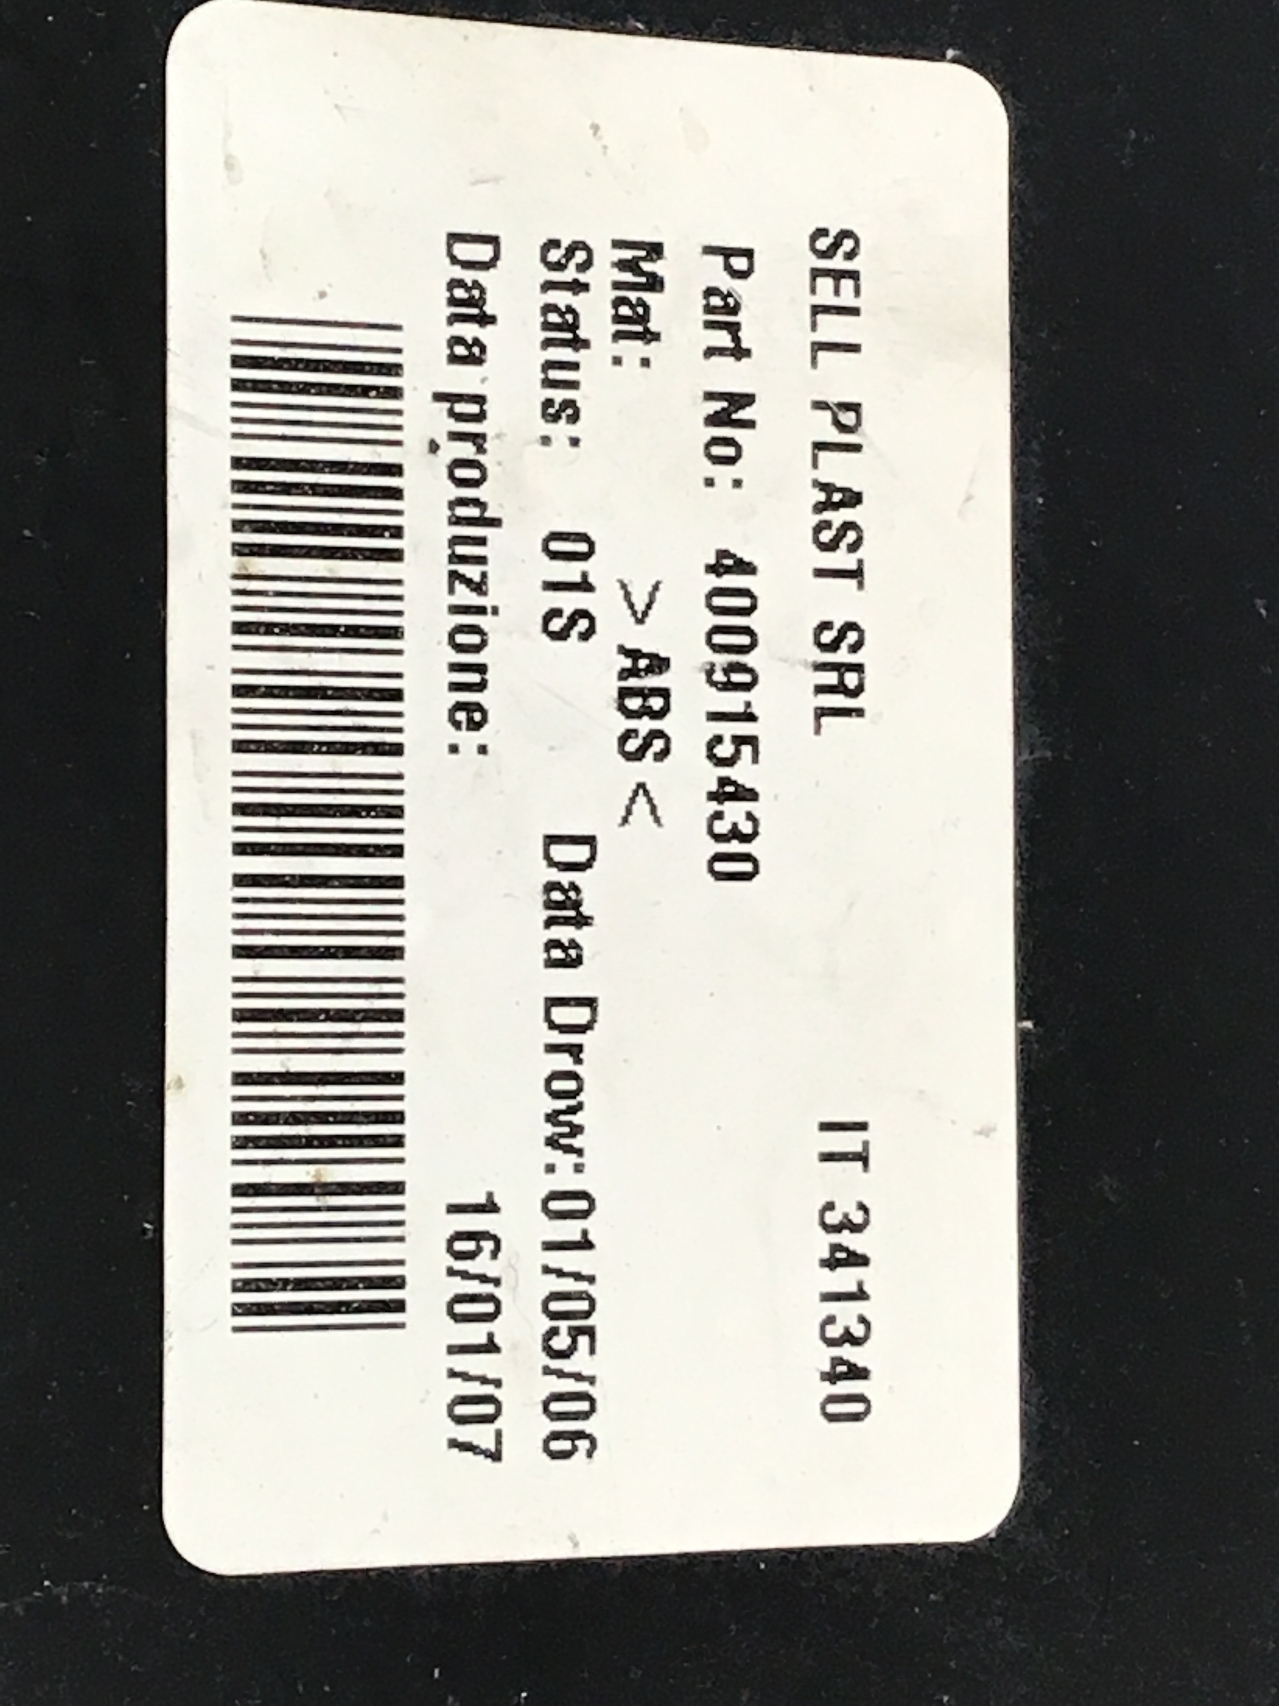 SELL PLAST SRL IT 341340
Part No: 400915430
Mat: > ABS <
Status: 01S Data Drow:01/05/06
Data produzione: 16/01/07